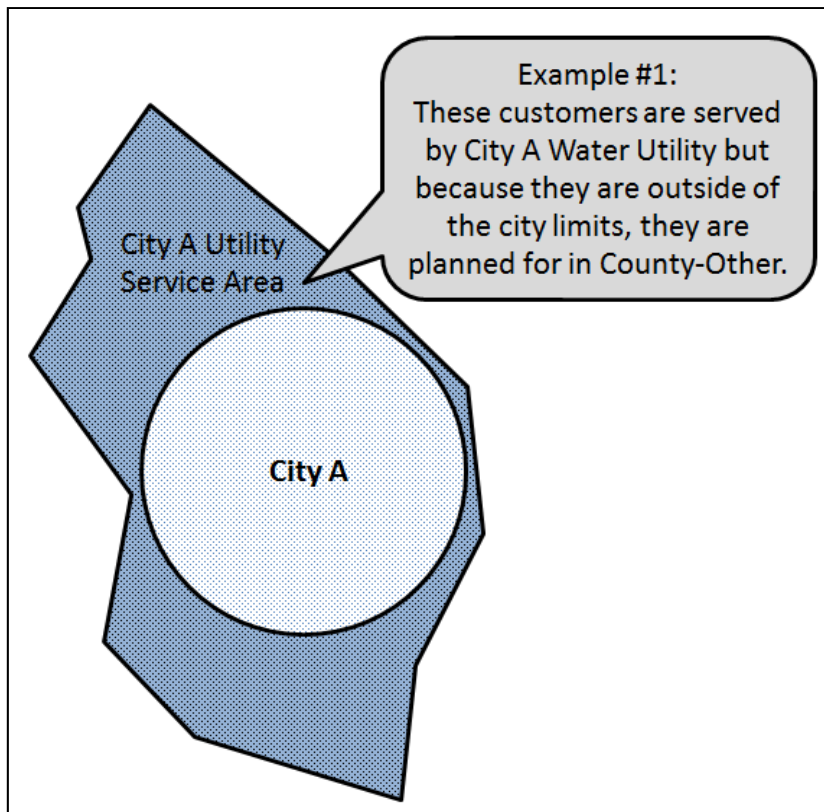 Example #1:
These customers are served
by City A Water Utility but
because they are outside of
the city limits, they are
planned for in County-Other.
City A Utility
Service Area
City A